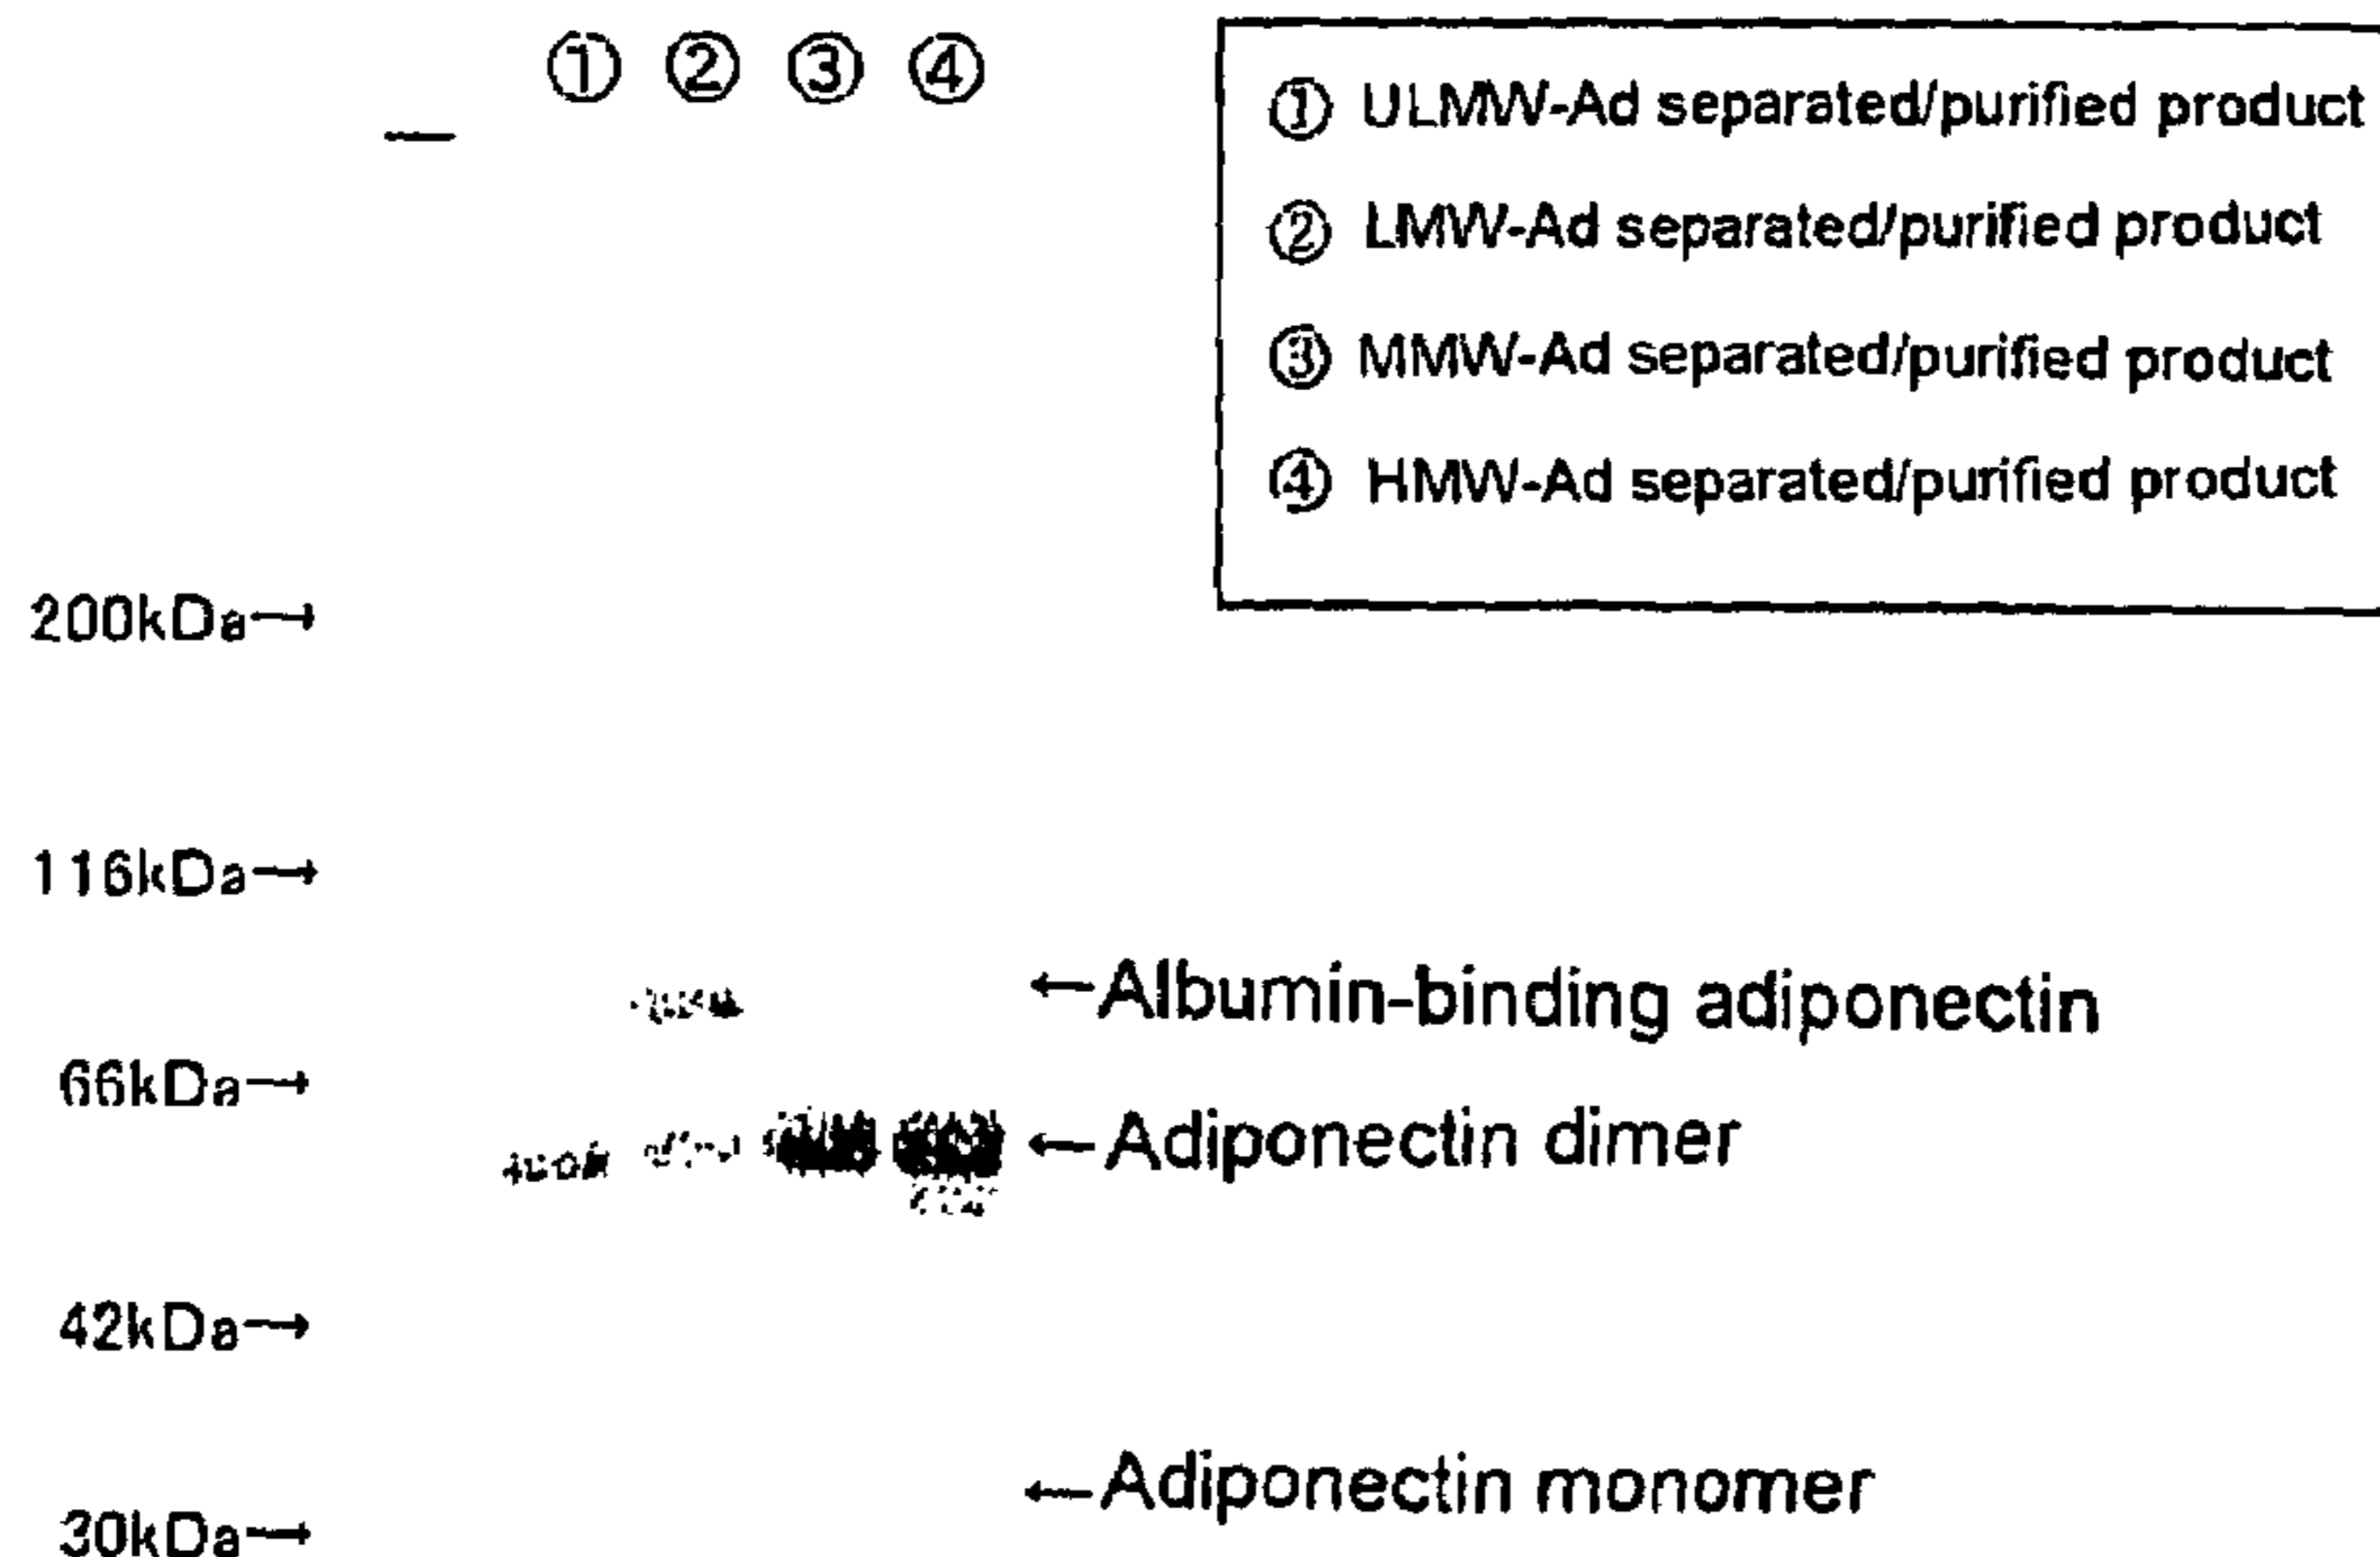 ① ② ③ ④
① ULMW-Ad separated/purified product
② LMW-Ad separated/purified product
③ MMW-Ad separated/purified product
④ HMW-Ad separated/purified product
200kDa→
116kDa→
←Albumin-binding adiponectin
66kDa→
←Adiponectin dimer
42kDa→
←Adiponectin monomer
30kDa→